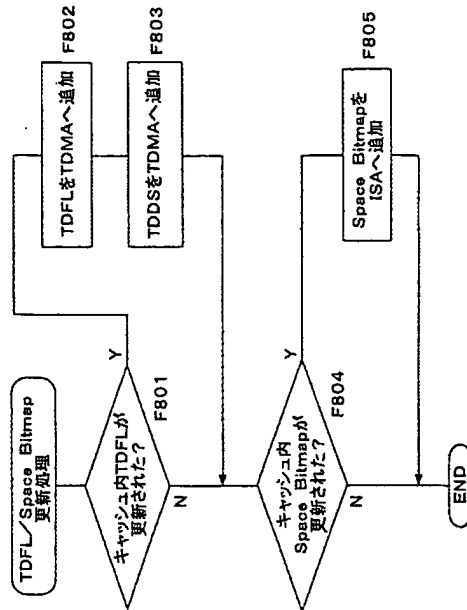 TDFL／Space Bitmap
更新処理
キャッシュ内TDFLが
更新された？
F801
Y
N
TDFLをTDMAへ追加
F802
TDDSをTDMAへ追加
F803
キャッシュ内
Space Bitmapが
更新された？
F804
Y
N
Space Bitmapを
ISAへ追加
F805
END